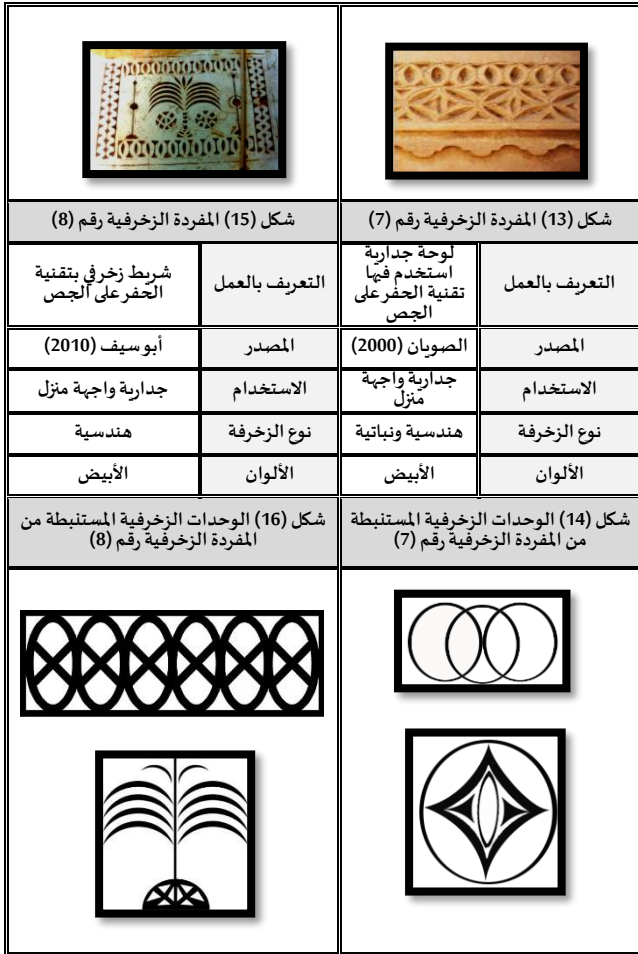 شكل (13) المفردة الزخرفية رقم (7)
شكل (15) المفردة الزخرفية رقم (8)
التعريف بالعمل
لوحة جدارية
استخدم فيها
تقنية الحفر على
الجص
التعريف بالعمل
شريط زخرفي بتقنية
الحفر على الجص
المصدر
الصويان (2000)
المصدر
أبو سيف (2010)
الاستخدام
جدارية واجهة
منزل
الاستخدام
جدارية واجهة منزل
نوع الزخرفة
هندسية ونباتية
نوع الزخرفة
هندسية
الألوان
الأبيض
الألوان
الأبيض
شكل (14) الوحدات الزخرفية المستنبطة
من المفردة الزخرفية رقم (7)
شكل (16) الوحدات الزخرفية المستنبطة من
المفردة الزخرفية رقم (8)